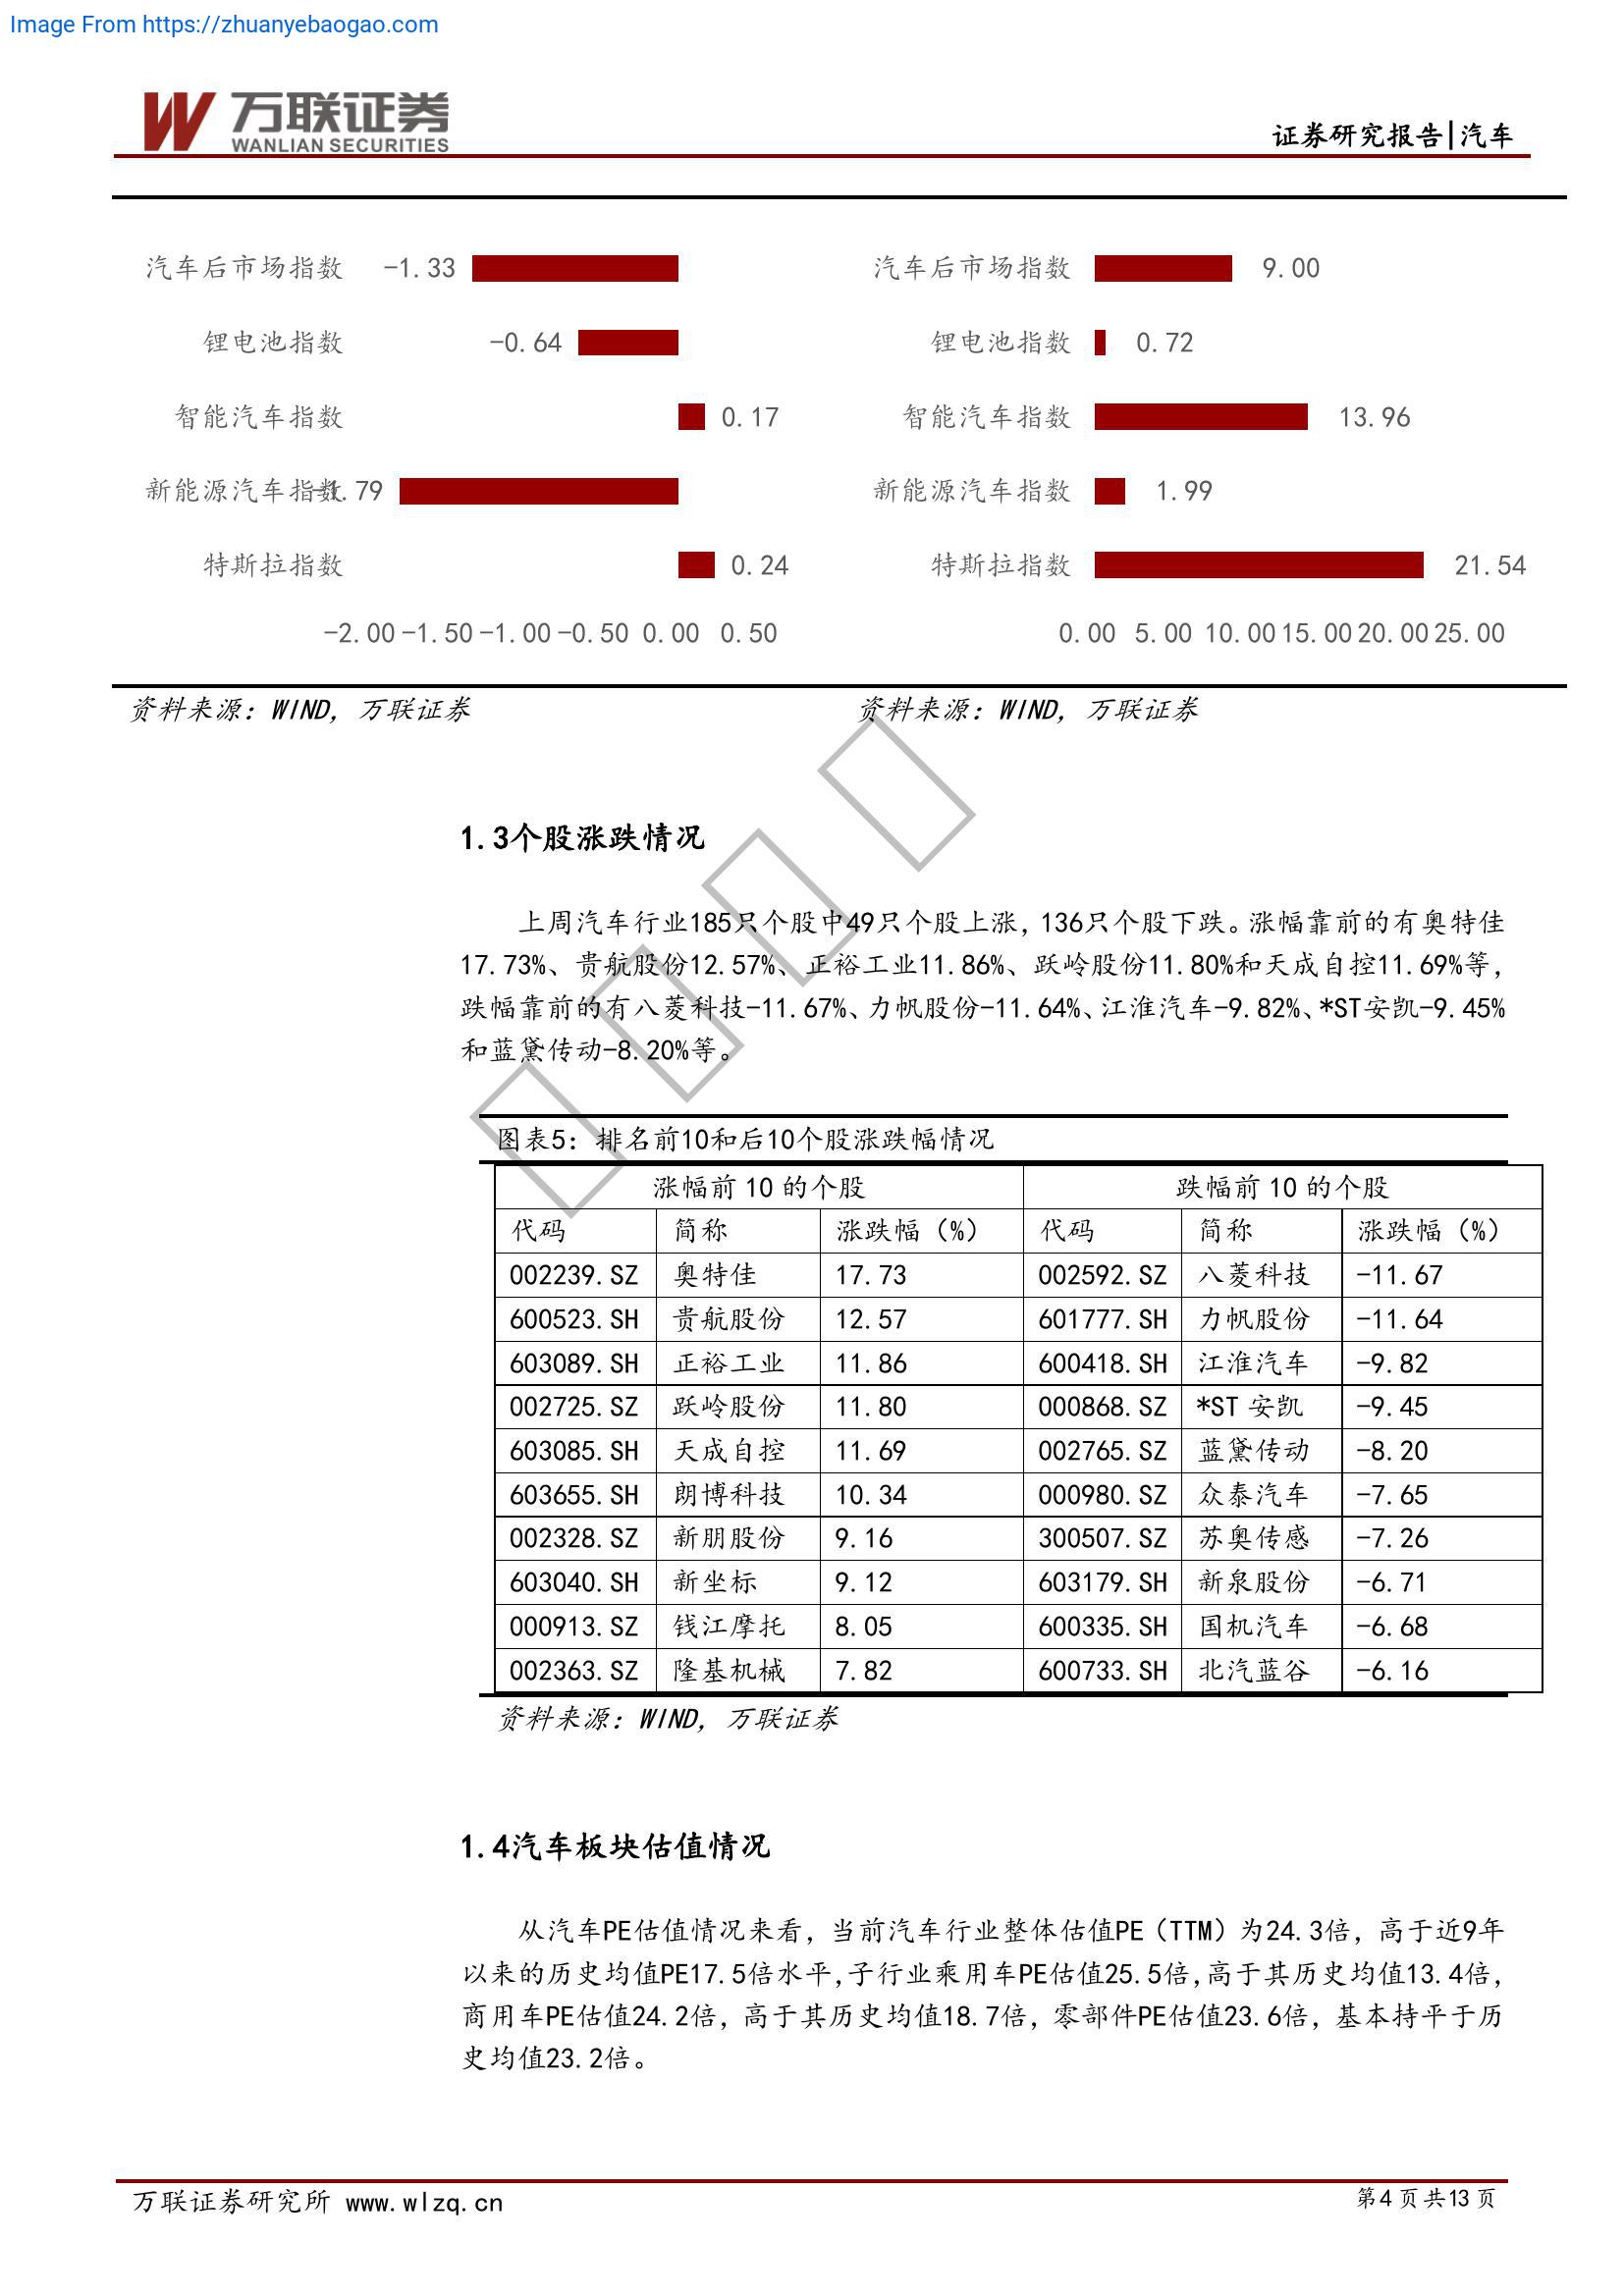 Image From https://zhuanyebaogao.com
万联证券
WANLIAN SECURITIES
证券研究报告|汽车
汽车后市场指数 -1.33
锂电池指数 -0.64
智能汽车指数 0.17
新能源汽车指数 -1.79
特斯拉指数 0.24
-2.00 -1.50 -1.00 -0.50 0.00 0.50
汽车后市场指数 9.00
锂电池指数 0.72
智能汽车指数 13.96
新能源汽车指数 1.99
特斯拉指数 21.54
0.00 5.00 10.00 15.00 20.00 25.00
资料来源：WIND，万联证券
资料来源：WIND，万联证券
1.3个股涨跌情况
上周汽车行业185只个股中49只个股上涨，136只个股下跌。涨幅靠前的有奥特佳
17.73%、贵航股份12.57%、正裕工业11.86%、跃岭股份11.80%和天成自控11.69%等，
跌幅靠前的有八菱科技-11.67%、力帆股份-11.64%、江淮汽车-9.82%、*ST安凯-9.45%
和蓝黛传动-8.20%等。
图表5：排名前10和后10个股涨跌幅情况
涨幅前 10 的个股 跌幅前 10 的个股
代码 简称 涨跌幅（%） 代码 简称 涨跌幅（%）
002239.SZ 奥特佳 17.73 002592.SZ 八菱科技 -11.67
600523.SH 贵航股份 12.57 601777.SH 力帆股份 -11.64
603089.SH 正裕工业 11.86 600418.SH 江淮汽车 -9.82
002725.SZ 跃岭股份 11.80 000868.SZ *ST 安凯 -9.45
603085.SH 天成自控 11.69 002765.SZ 蓝黛传动 -8.20
603655.SH 朗博科技 10.34 000980.SZ 众泰汽车 -7.65
002328.SZ 新朋股份 9.16 300507.SZ 苏奥传感 -7.26
603040.SH 新坐标 9.12 603179.SH 新泉股份 -6.71
000913.SZ 钱江摩托 8.05 600335.SH 国机汽车 -6.68
002363.SZ 隆基机械 7.82 600733.SH 北汽蓝谷 -6.16
资料来源：WIND，万联证券
1.4汽车板块估值情况
从汽车PE估值情况来看，当前汽车行业整体估值PE（TTM）为24.3倍，高于近9年
以来的历史均值PE17.5倍水平,子行业乘用车PE估值25.5倍,高于其历史均值13.4倍,
商用车PE估值24.2倍，高于其历史均值18.7倍，零部件PE估值23.6倍，基本持平于历
史均值23.2倍。
万联证券研究所 www.wlzq.cn
第4 页 共13 页